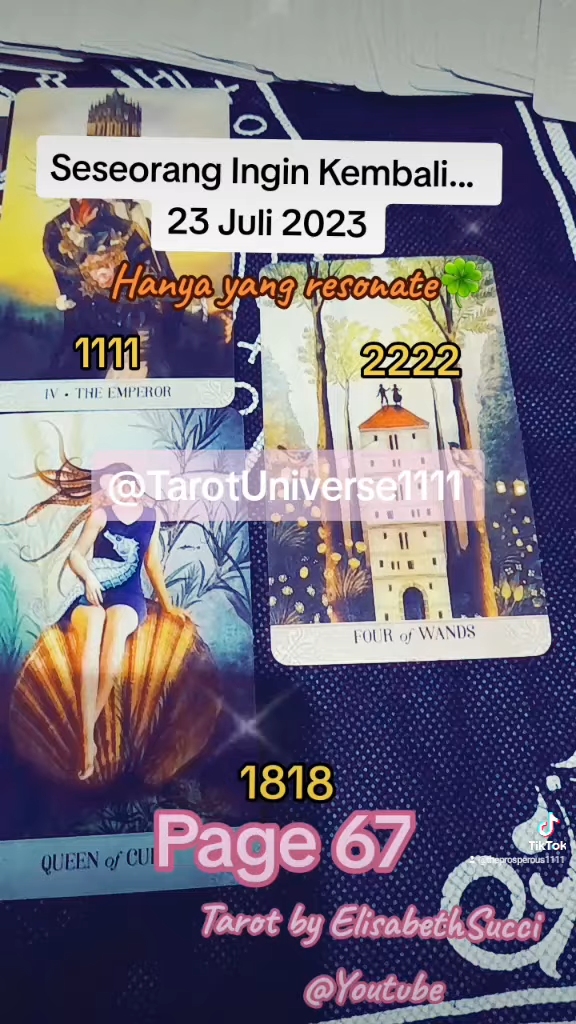 Seseorang Ingin Kembali...
23 Juli 2023
Hanya yang resonate
1111
2222
IV • THE EMPEROR
@TarotUniverse1111
FOUR of WANDS
1818
Page 67
QUEEN of CU
TikTok
@theprosperous1111
Tarot by ElisabethSucci
@Youtube